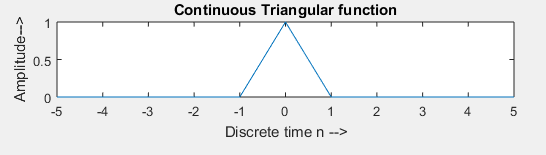 Continuous Triangular function
Amplitude-->
1
0.5
0
-5 -4 -3 -2 -1 0 1 2 3 4 5
Discrete time n -->